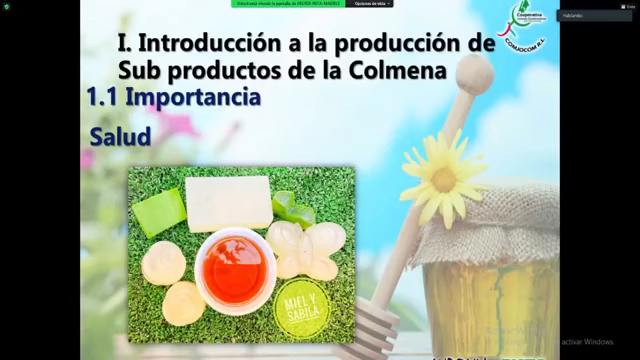 Opciones de vista
Hablando:
Cooperativa
COMJOCOM R.L
I. Introducción a la producción de
Sub productos de la Colmena
1.1 Importancia
Salud
MIEL Y
SABILA
activar Windows.